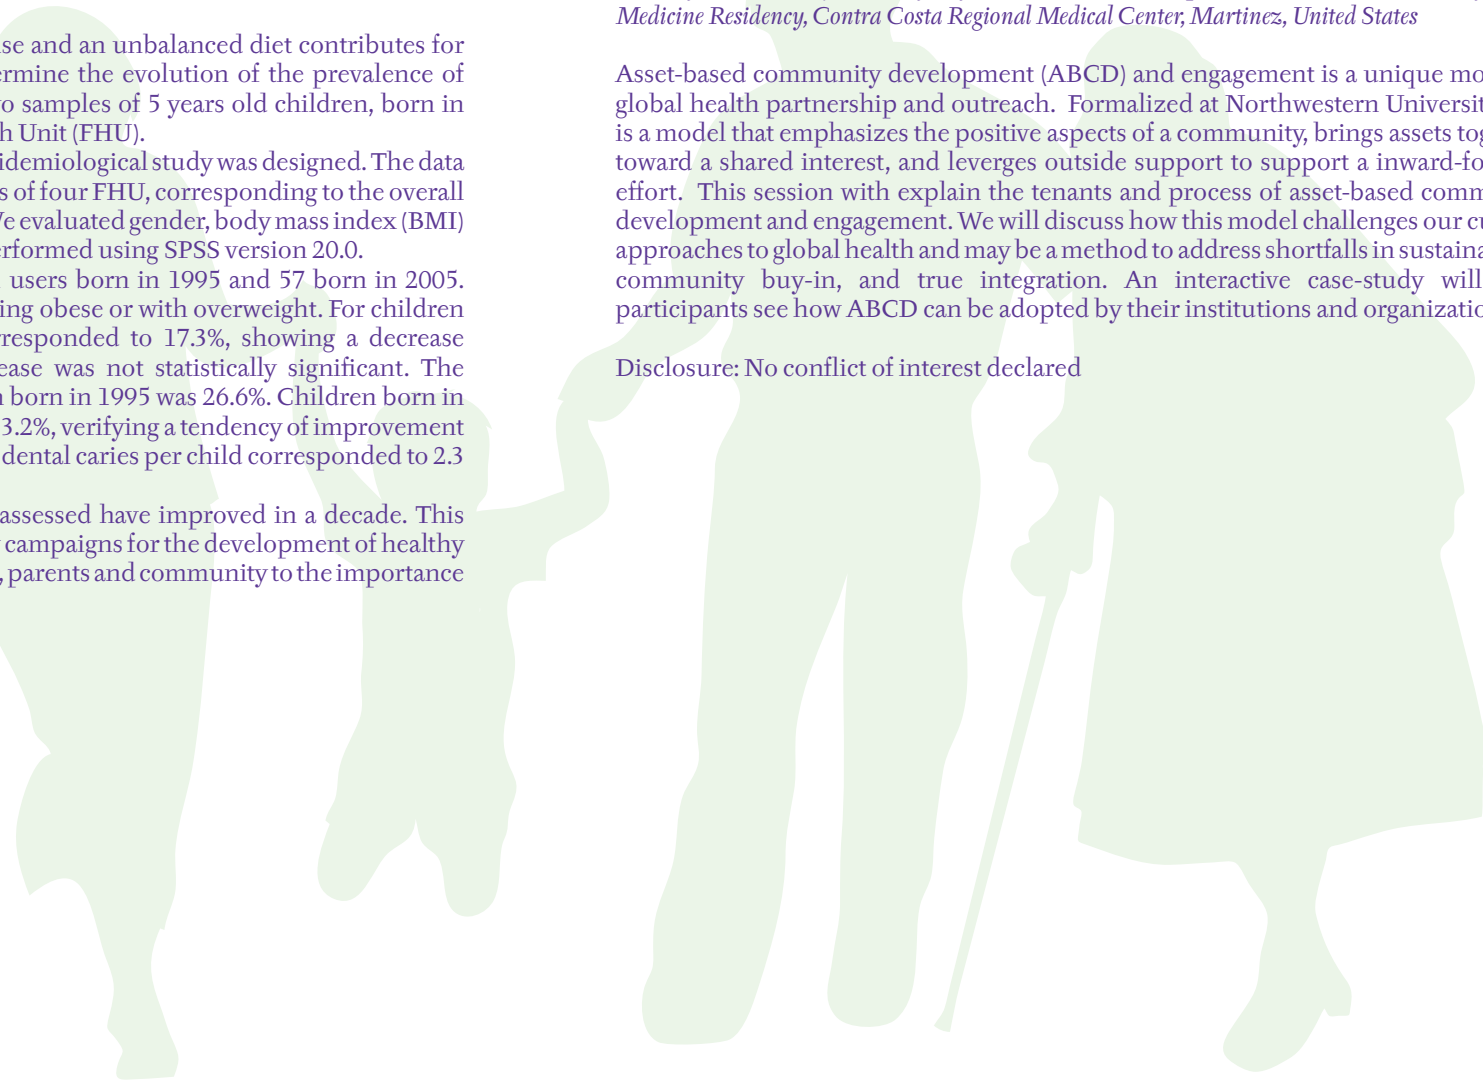 se and an unbalanced diet contributes for
ermine the evolution of the prevalence of
o samples of 5 years old children, born in
h Unit (FHU).
idemiological study was designed. The data
s of four FHU, corresponding to the overall
We evaluated gender, body mass index (BMI)
erformed using SPSS version 20.0.
users born in 1995 and 57 born in 2005.
ing obese or with overweight. For children
rresponded to 17.3%, showing a decrease
ease was not statistically significant. The
n born in 1995 was 26.6%. Children born in
3.2%, verifying a tendency of improvement
dental caries per child corresponded to 2.3
assessed have improved in a decade. This
campaigns for the development of healthy
, parents and community to the importance
Medicine Residency, Contra Costa Regional Medical Center, Martinez, United States
Asset-based community development (ABCD) and engagement is a unique mo
global health partnership and outreach. Formalized at Northwestern Universit
is a model that emphasizes the positive aspects of a community, brings assets tog
toward a shared interest, and leverges outside support to support a inward-fo
effort. This session with explain the tenants and process of asset-based comm
development and engagement. We will discuss how this model challenges our cu
approaches to global health and may be a method to address shortfalls in sustaina
community buy-in, and true integration. An interactive case-study will
participants see how ABCD can be adopted by their institutions and organizatio
Disclosure: No conflict of interest declared